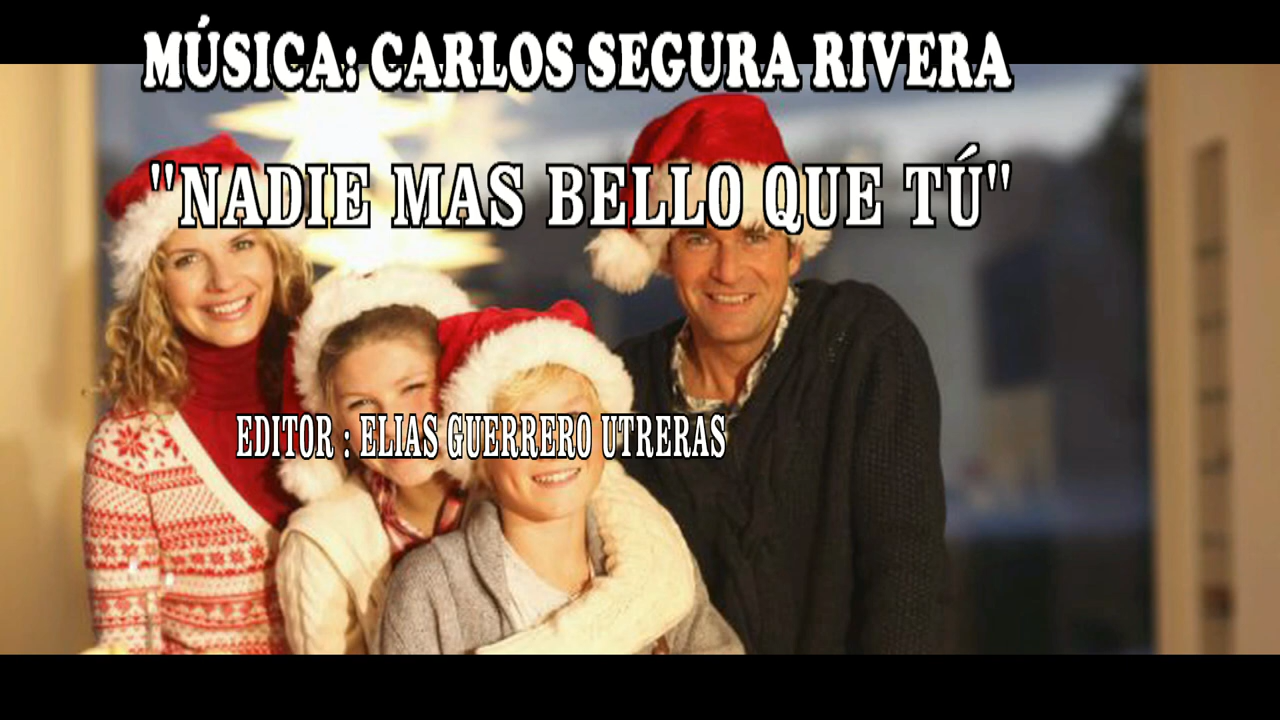 MÚSICA: CARLOS SEGURA RIVERA
"NADIE MAS BELLO QUE TÚ"
EDITOR : ELIAS GUERRERO UTRERAS